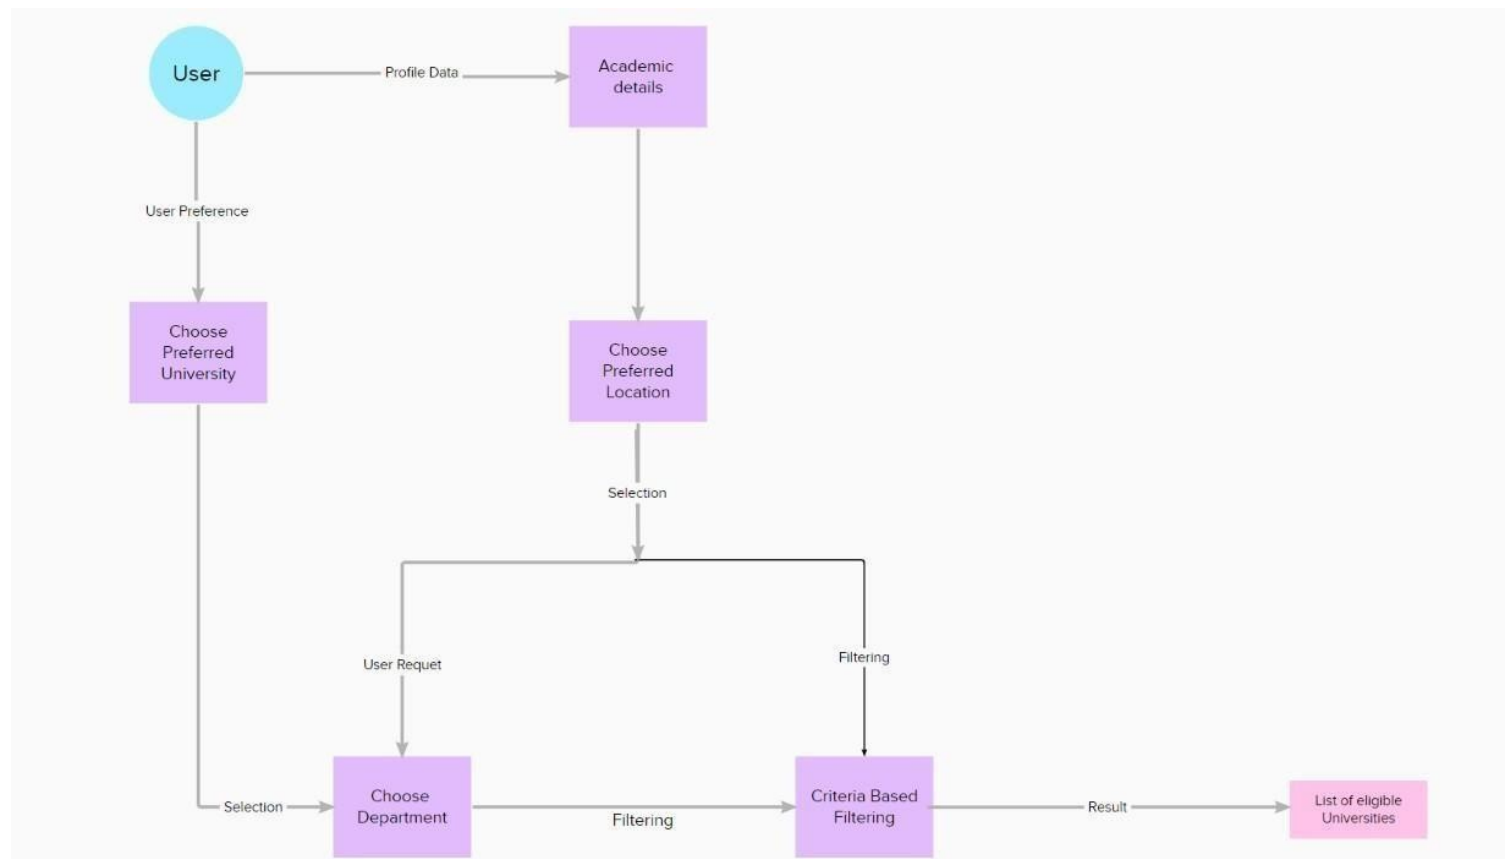 User
Profile Data
Academic
details
User Preference
Choose
Preferred
University
Choose
Preferred
Location
Selection
User Requet
Filtering
Selection
Choose
Department
Filtering
Criteria Based
Filtering
Result
List of eligible
Universities